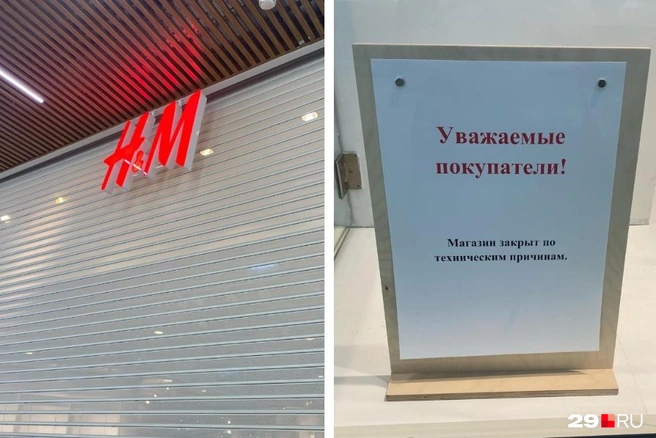 H&M
Уважаемые
покупатели!
Магазин закрыт по
техническим причинам.
29.RU